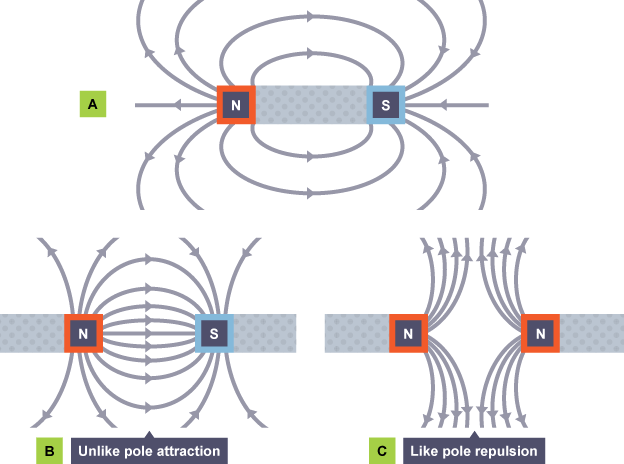 A
N
S
N
S
N
N
B
Unlike pole attraction
C
Like pole repulsion